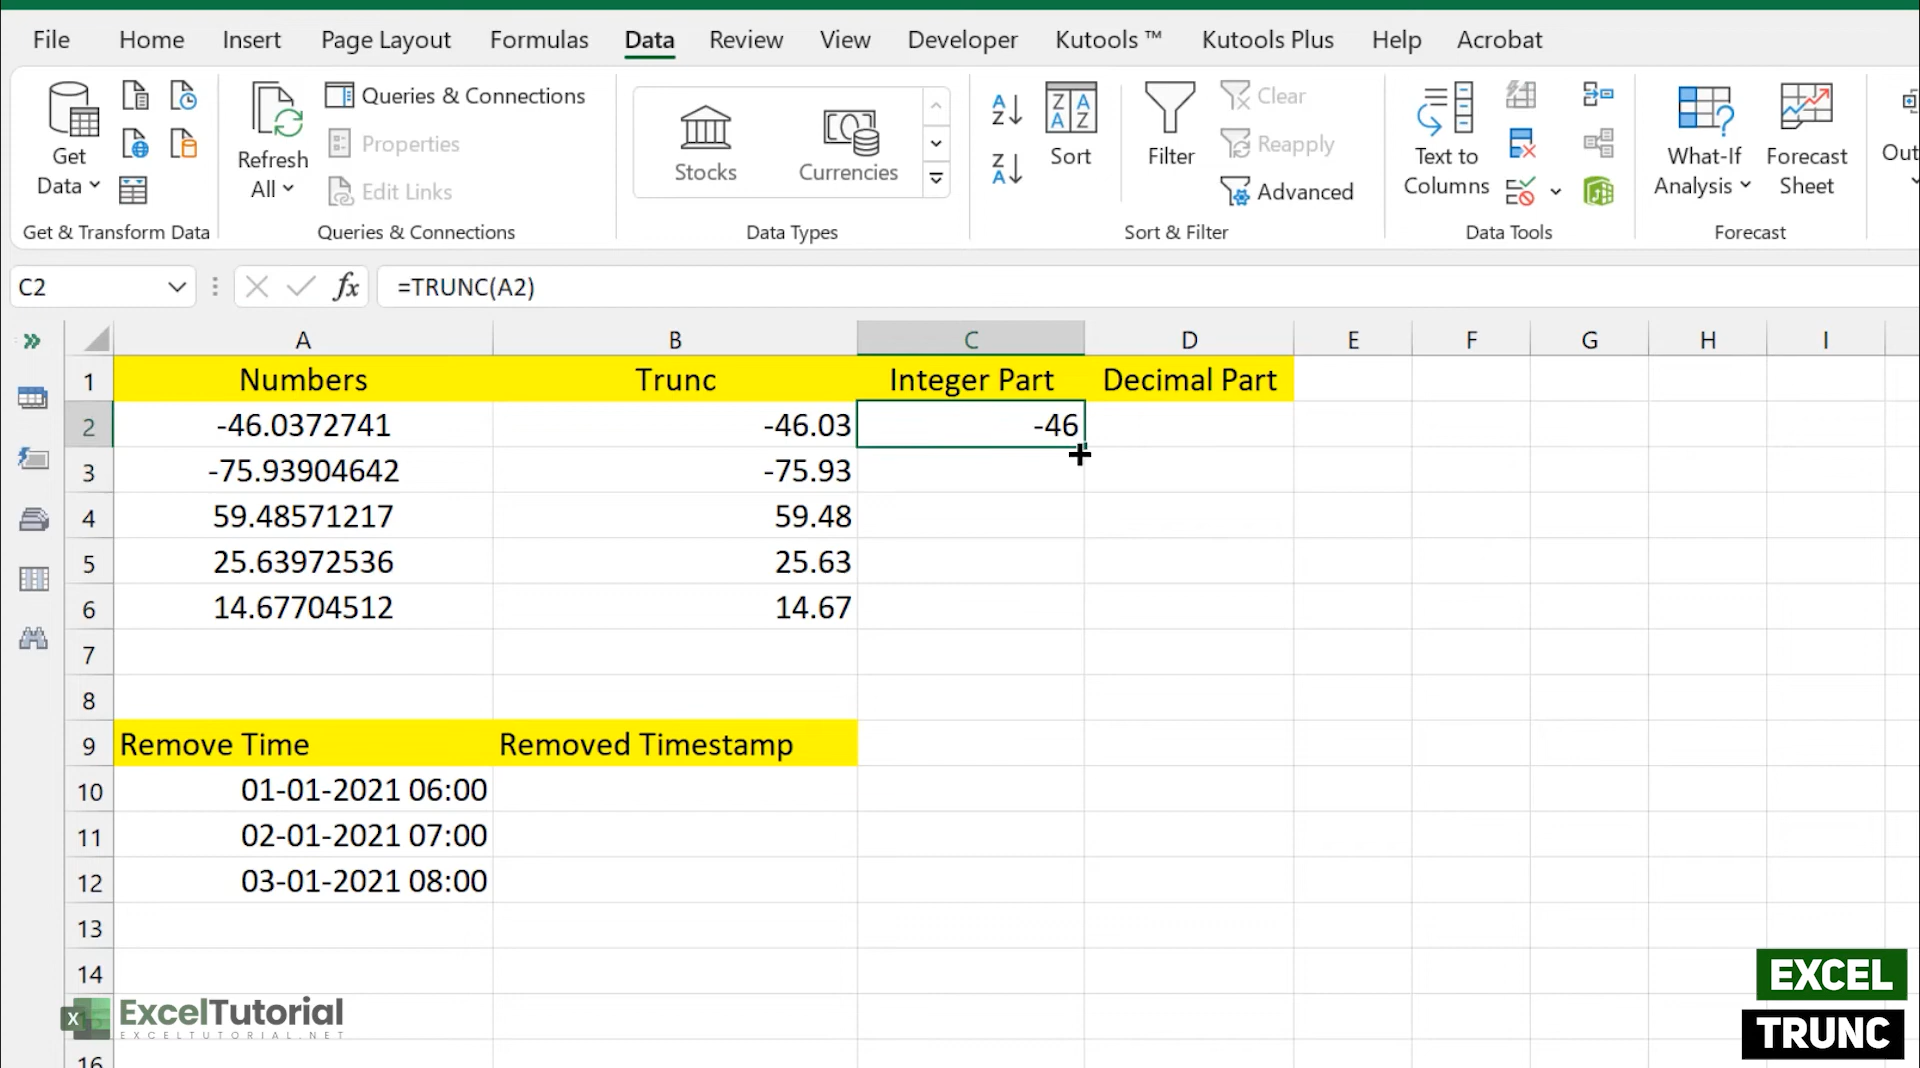 File Home Insert Page Layout Formulas Data Review View Developer Kutools ™ Kutools Plus Help Acrobat
Get Data
Refresh All
Queries & Connections
Properties
Edit Links
Stocks
Currencies
A Z
Z A
Z A A Z
Sort
Filter
Clear
Reapply
Advanced
Text to Columns
What-If Analysis
Forecast Sheet
Get & Transform Data Queries & Connections Data Types Sort & Filter Data Tools Forecast
C2 fx =TRUNC(A2)
A B C D E F G H I
1 Numbers Trunc Integer Part Decimal Part
2 -46.0372741 -46.03 -46
3 -75.93904642 -75.93
4 59.48571217 59.48
5 25.63972536 25.63
6 14.67704512 14.67
7
8
9 Remove Time Removed Timestamp
10 01-01-2021 06:00
11 02-01-2021 07:00
12 03-01-2021 08:00
13
14
16
X ExcelTutorial
EXCELTUTORIAL.NET
EXCEL
TRUNC